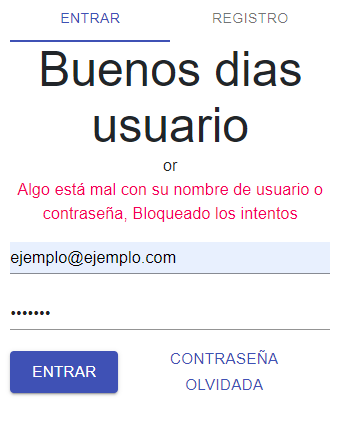 ENTRAR REGISTRO
Buenos dias
usuario
or
Algo está mal con su nombre de usuario o
contraseña, Bloqueado los intentos
ejemplo@ejemplo.com
•••••••
ENTRAR
CONTRASEÑA
OLVIDADA